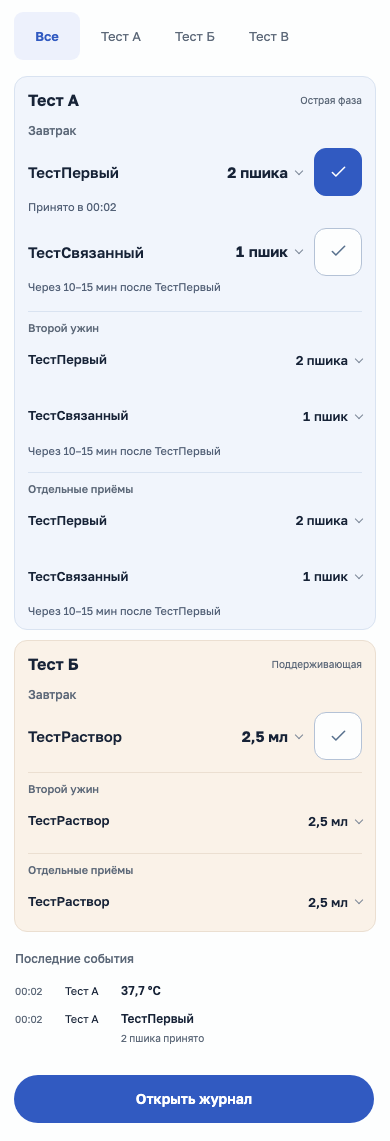 Все Тест А Тест Б Тест В
Тест А Острая фаза
Завтрак
ТестПервый 2 пшика
Принято в 00:02
ТестСвязанный 1 пшик
Через 10–15 мин после ТестПервый
Второй ужин
ТестПервый 2 пшика
ТестСвязанный 1 пшик
Через 10–15 мин после ТестПервый
Отдельные приёмы
ТестПервый 2 пшика
ТестСвязанный 1 пшик
Через 10–15 мин после ТестПервый
Тест Б Поддерживающая
Завтрак
ТестРаствор 2,5 мл
Второй ужин
ТестРаствор 2,5 мл
Отдельные приёмы
ТестРаствор 2,5 мл
Последние события
00:02 Тест А 37,7 °C
00:02 Тест А ТестПервый
2 пшика принято
Открыть журнал